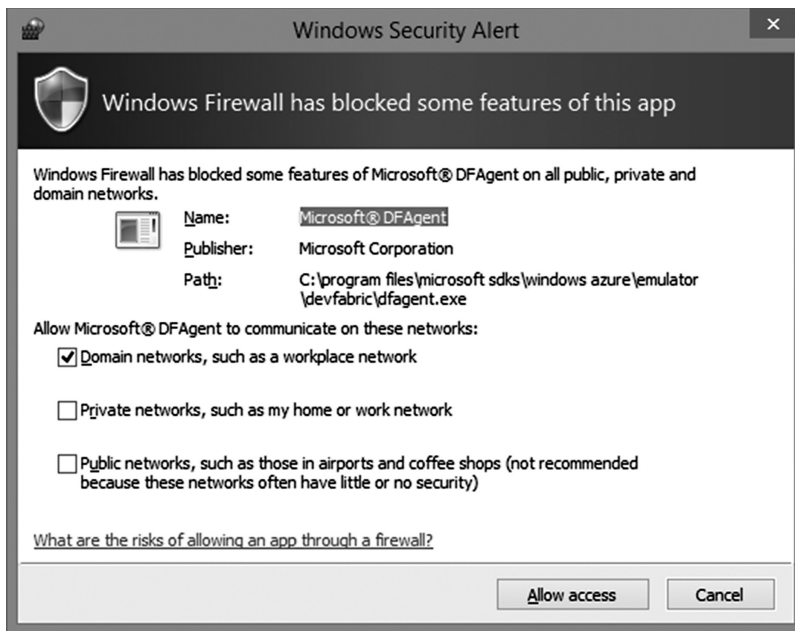 Windows Security Alert
Windows Firewall has blocked some features of this app
Windows Firewall has blocked some features of Microsoft® DFAgent on all public, private and
domain networks.
Name: Microsoft® DFAgent
Publisher: Microsoft Corporation
Path: C:\program files\microsoft sdks\windows azure\emulator
\devfabric\dfagent.exe
Allow Microsoft® DFAgent to communicate on these networks:
Domain networks, such as a workplace network
Private networks, such as my home or work network
Public networks, such as those in airports and coffee shops (not recommended
because these networks often have little or no security)
What are the risks of allowing an app through a firewall?
Allow access Cancel